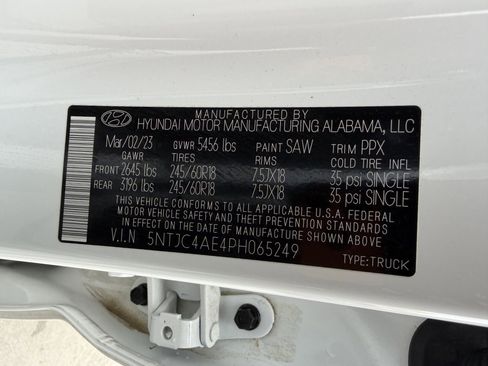 MANUFACTURED BY
HYUNDAI MOTOR MANUFACTURING ALABAMA, LLC
Mar/02/23 GVWR 5456 lbs PAINT SAW TRIM PPX
GAWR TIRES RIMS COLD TIRE INFL
FRONT 2645 lbs 245/60R18 7.5JX18 35 psi SINGLE
REAR 3196 lbs 245/60R18 7.5JX18 35 psi SINGLE
THIS VEHICLE CONFORMS TO ALL APPLICABLE U.S.A. FEDERAL
MOTOR VEHICLE SAFETY AND THEFT PREVENTION STANDARDS
IN EFFECT ON THE DATE OF MANUFACTURE SHOWN ABOVE.
V.I.N 5NTJC4AE4PH065249 TYPE:TRUCK